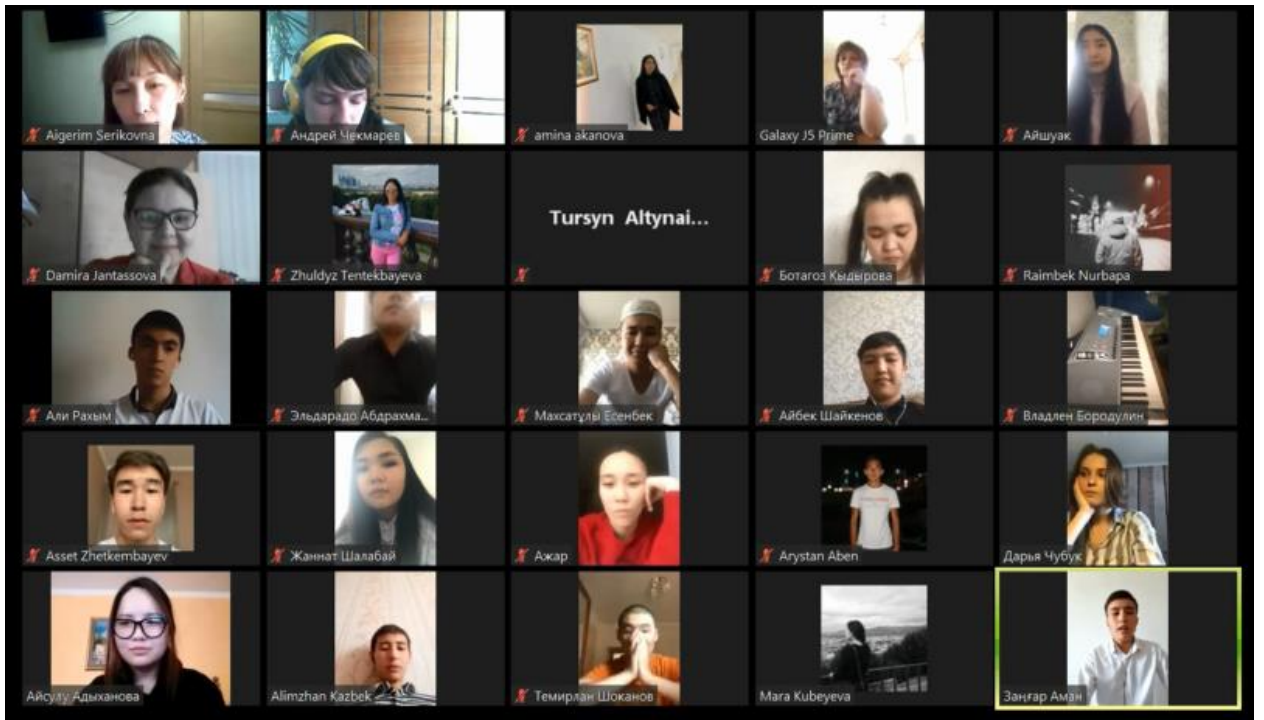 Aigerim Serikovna
Андрей Чекмарев
amina akanova
Galaxy J5 Prime
Айшуак
Damira Jantassova
Zhuldyz Tentekbayeva
Tursyn Altynai...
Ботагоз Кыдырова
Raimbek Nurbapa
Али Рахым
Эльдарадо Абдрахма...
Махсатұлы Есенбек
Айбек Шайкенов
Владлен Бородулин
Asset Zhetkembayev
Жаннат Шалабай
Ажар
Arystan Aben
Дарья Чубук
Айсулу Адыханова
Alimzhan Kazbek
Темирлан Шоканов
Mara Kubeyeva
Заңғар Аман